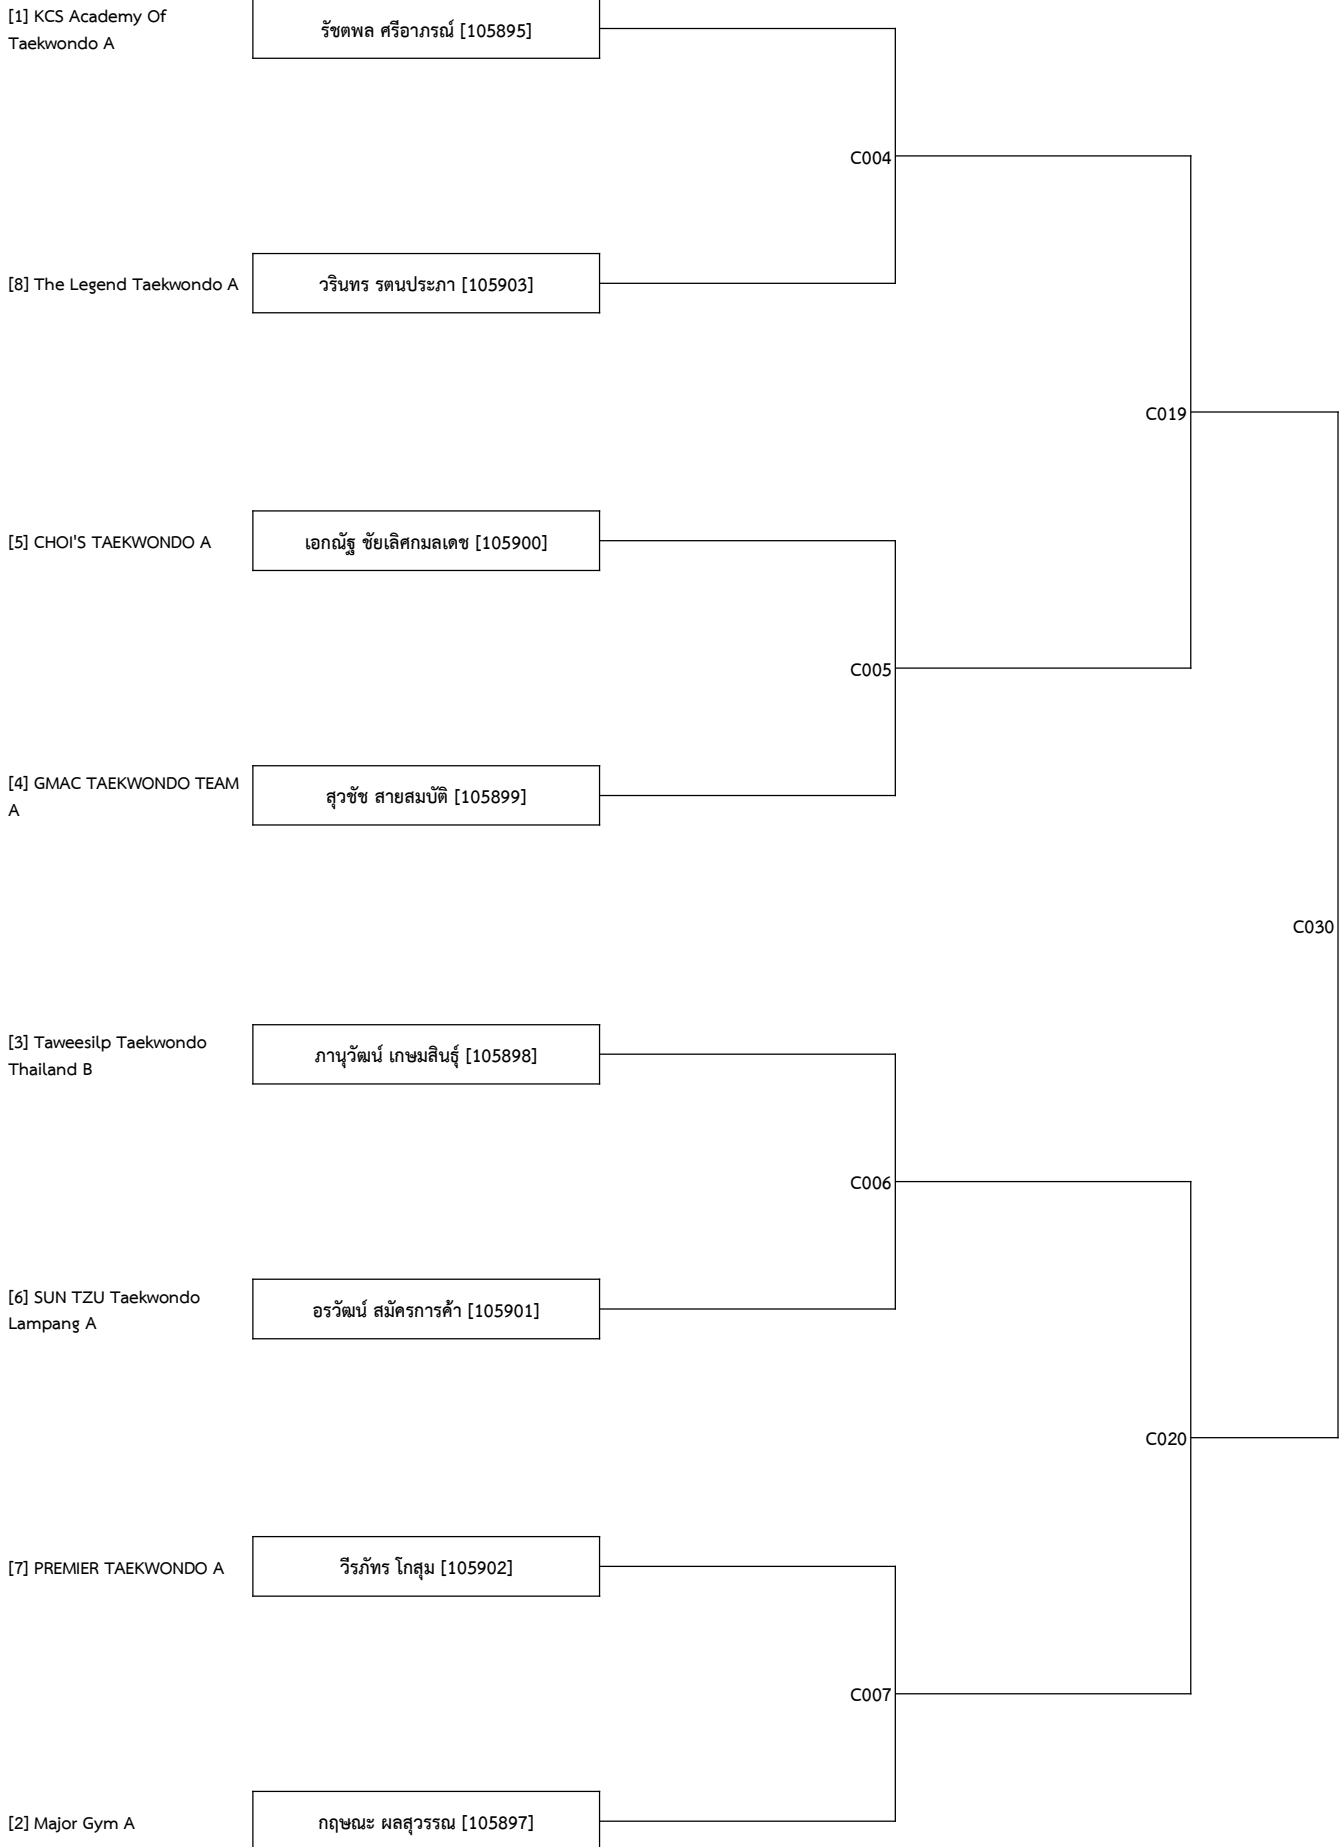 [1] KCS Academy Of
Taekwondo A
รัชตพล ศรีอาภรณ์ [105895]
C004
[8] The Legend Taekwondo A
วรินทร รตนประภา [105903]
C019
[5] CHOI'S TAEKWONDO A
เอกณัฐ ชัยเลิศกมลเดช [105900]
C005
[4] GMAC TAEKWONDO TEAM
A
สุวชัช สายสมบัติ [105899]
C030
[3] Taweesilp Taekwondo
Thailand B
ภานุวัฒน์ เกษมสินธุ์ [105898]
C006
[6] SUN TZU Taekwondo
Lampang A
อรวัฒน์ สมัครการค้า [105901]
C020
[7] PREMIER TAEKWONDO A
วีรภัทร โกสุม [105902]
C007
[2] Major Gym A
กฤษณะ ผลสุวรรณ [105897]